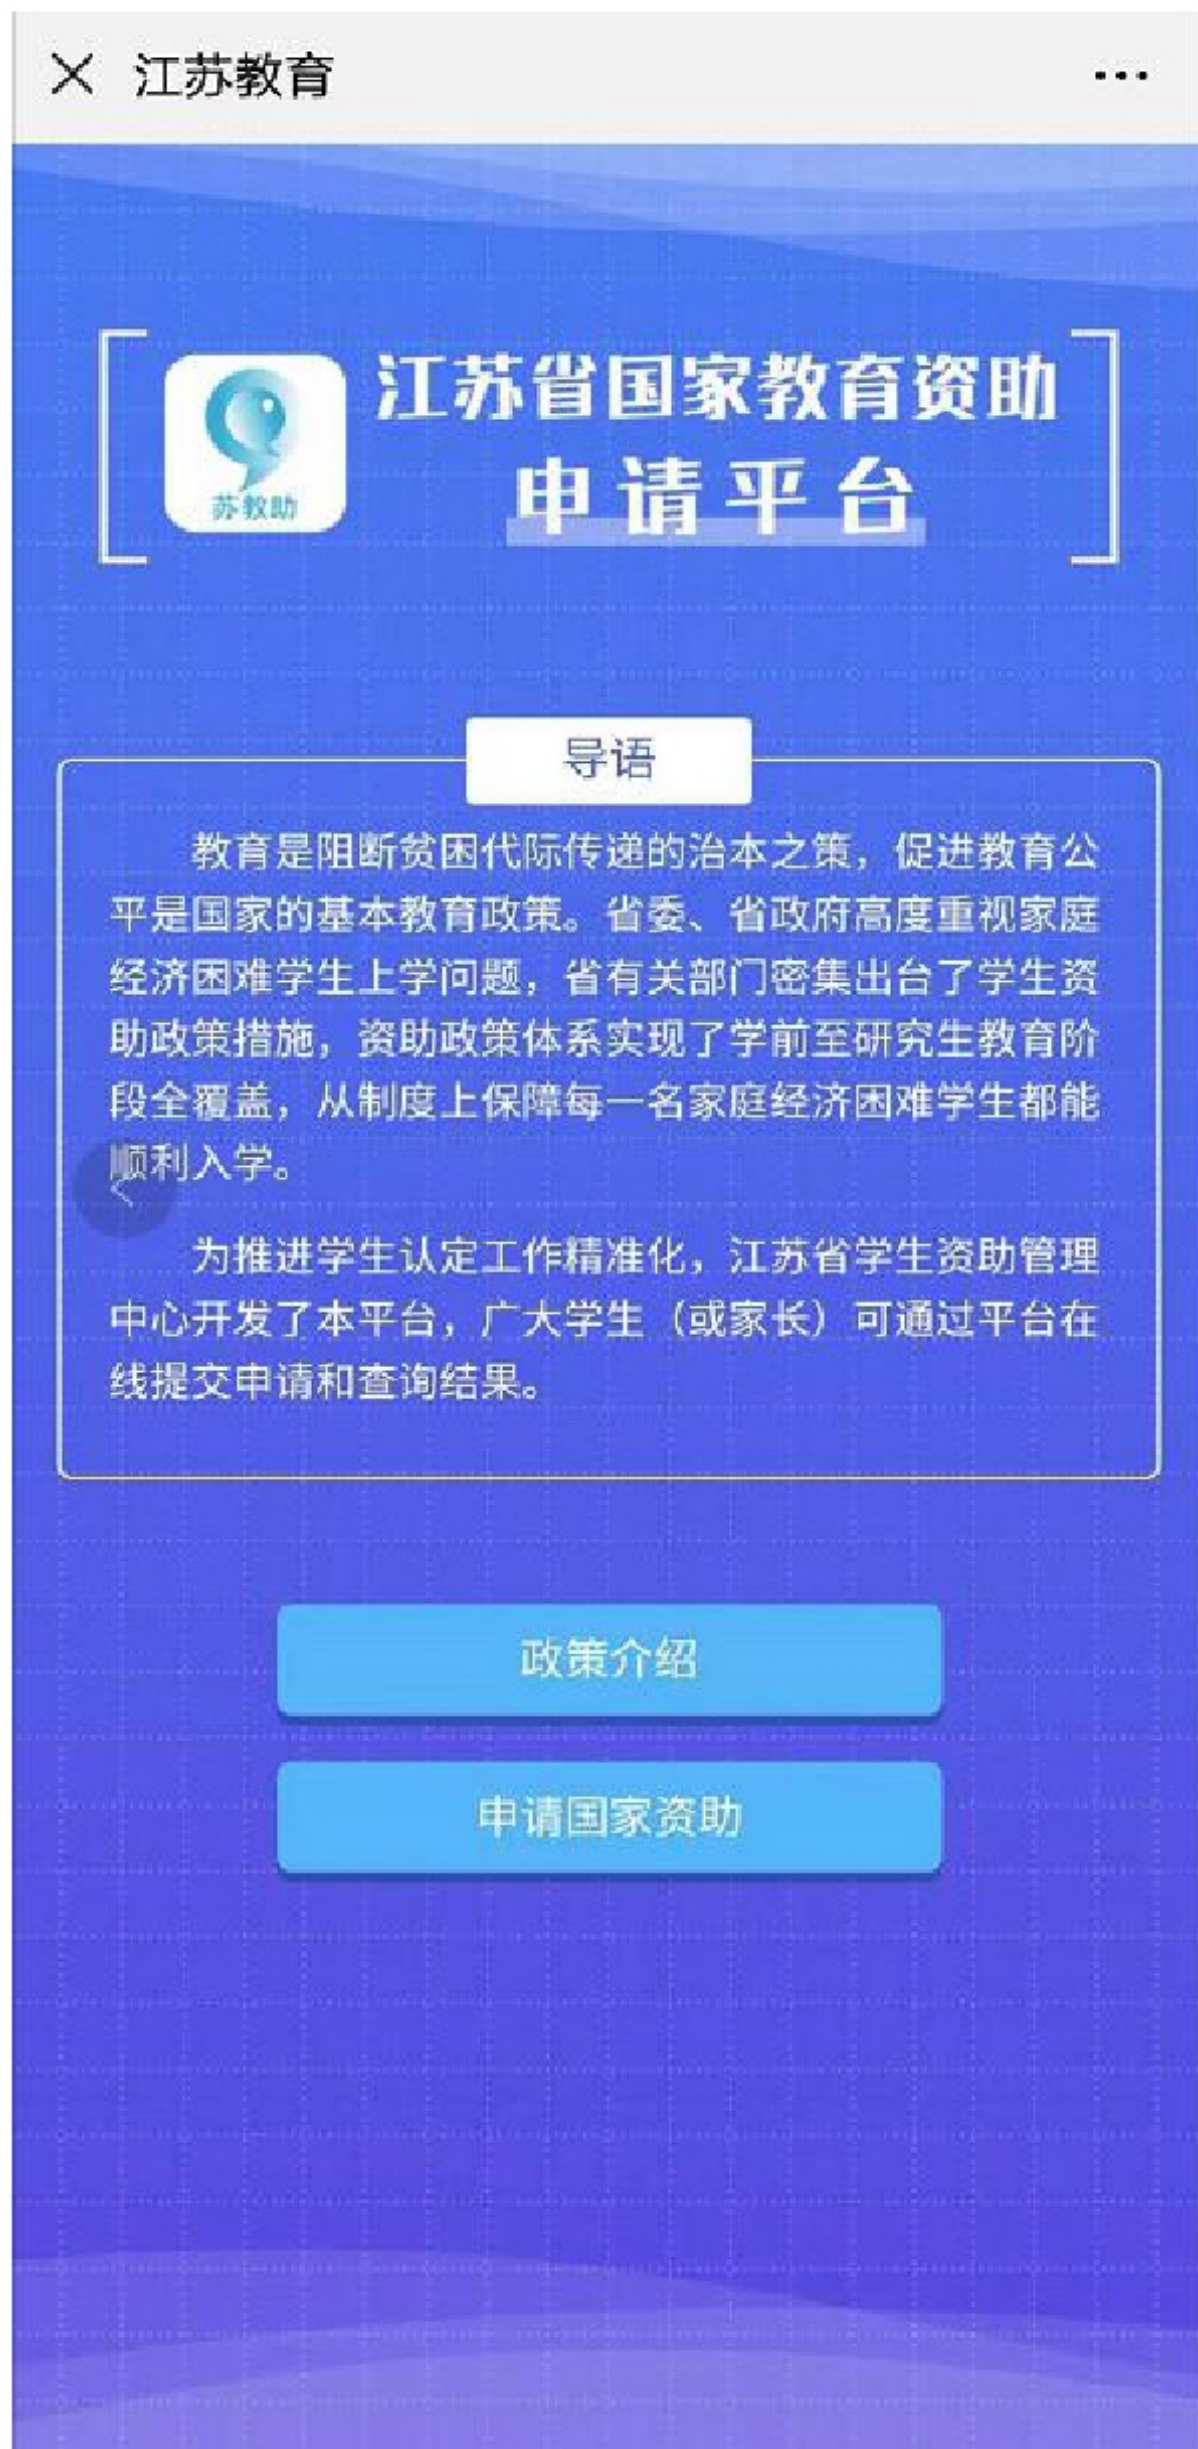 江苏教育
江苏省国家教育资助
申请平台
苏教助
导语
教育是阻断贫困代际传递的治本之策，促进教育公
平是国家的基本教育政策。省委、省政府高度重视家庭
经济困难学生上学问题，省有关部门密集出台了学生资
助政策措施，资助政策体系实现了学前至研究生教育阶
段全覆盖，从制度上保障每一名家庭经济困难学生都能
顺利入学。
为推进学生认定工作精准化，江苏省学生资助管理
中心开发了本平台，广大学生（或家长）可通过平台在
线提交申请和查询结果。
政策介绍
申请国家资助